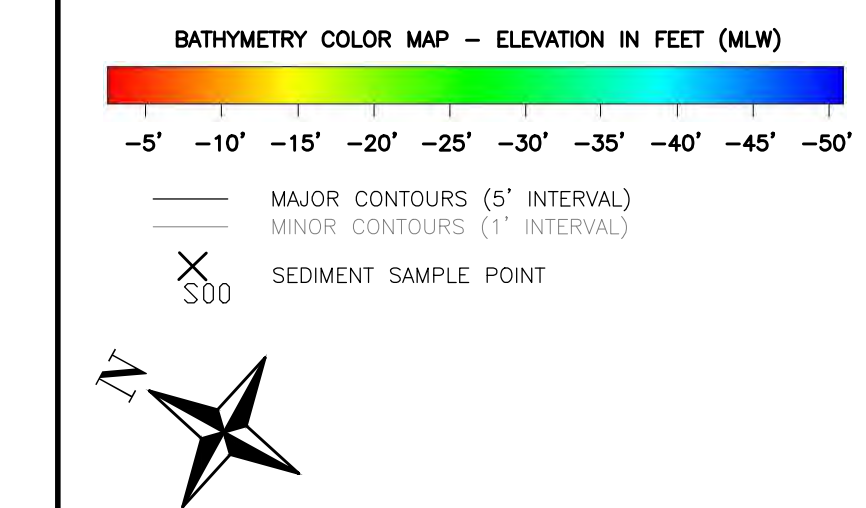 BATHYMETRY COLOR MAP – ELEVATION IN FEET (MLW)
–5' –10' –15' –20' –25' –30' –35' –40' –45' –50'
MAJOR CONTOURS (5' INTERVAL)
MINOR CONTOURS (1' INTERVAL)
SEDIMENT SAMPLE POINT
S00
N